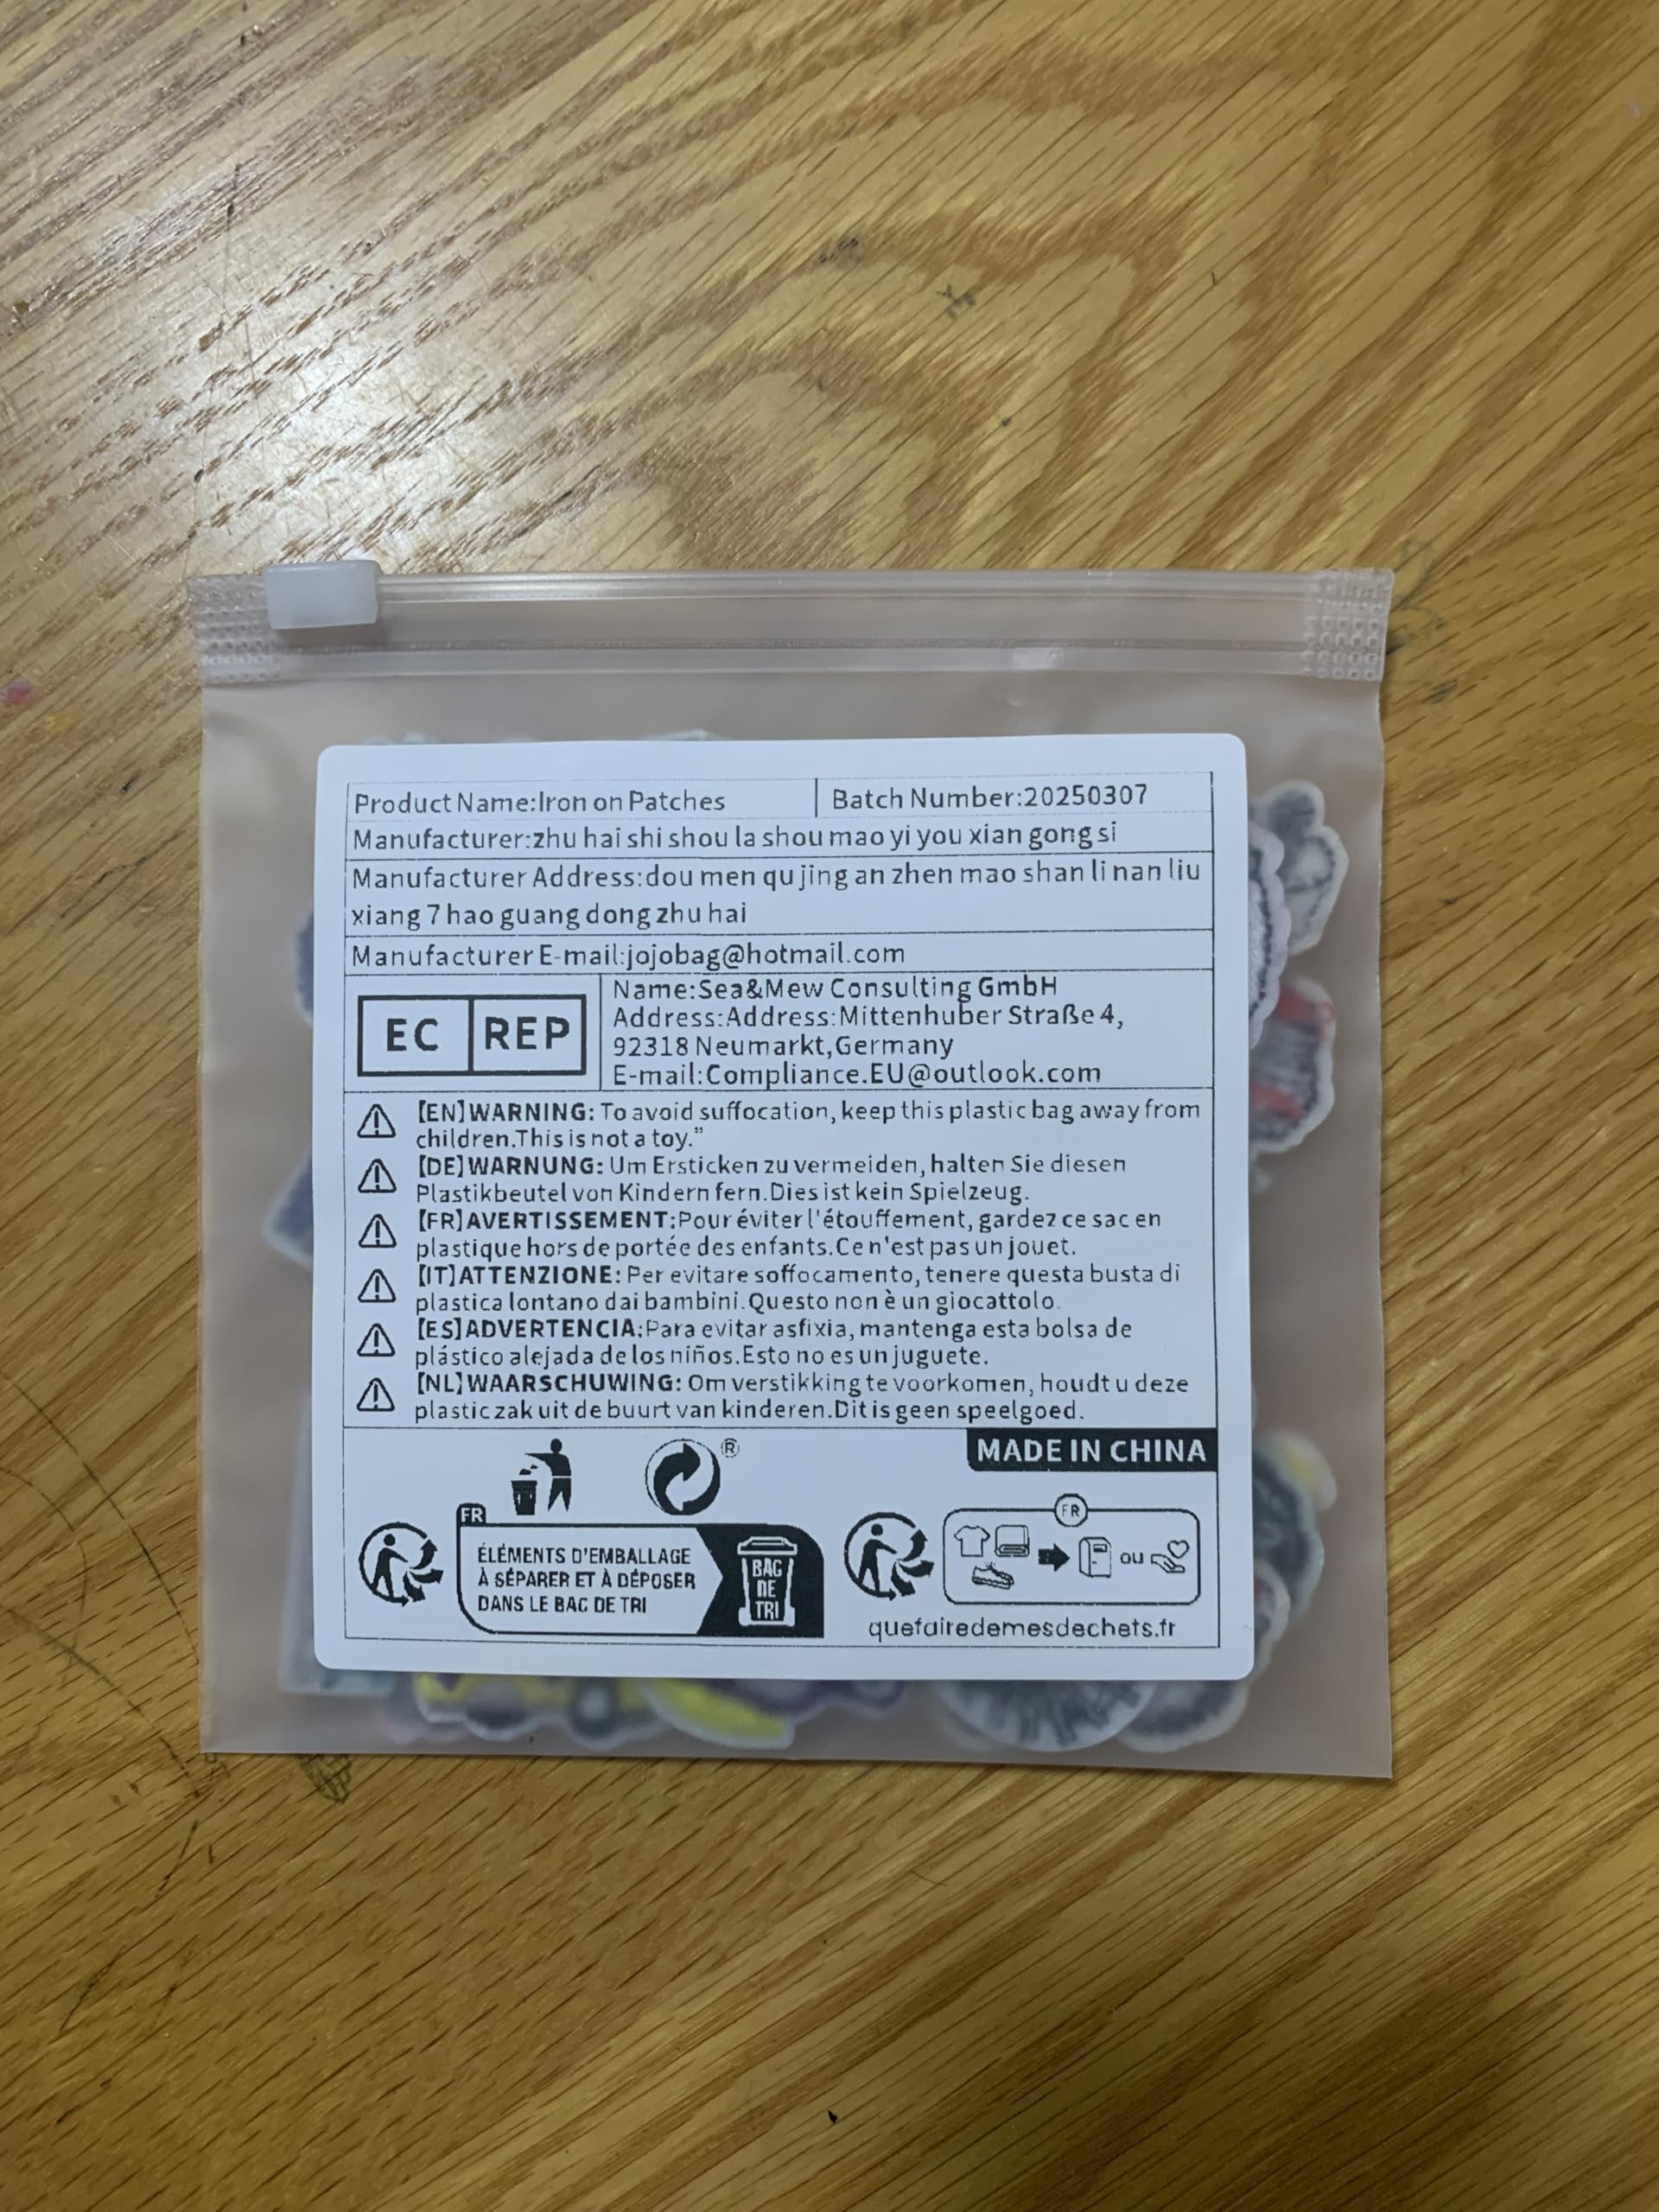 Product Name:Iron on Patches
Batch Number:20250307
Manufacturer:zhu hai shi shou la shou mao yi you xian gong si
Manufacturer Address:dou men qu jing an zhen mao shan li nan liu
xiang 7 hao guang dong zhu hai
Manufacturer E-mail:jojobag@hotmail.com
EC REP
Name:Sea&Mew Consulting GmbH
Address:Address:Mittenhuber Straße 4,
92318 Neumarkt,Germany
E-mail:Compliance.EU@outlook.com
[EN]WARNING: To avoid suffocation, keep this plastic bag away from
children.This is not a toy."
[DE]WARNUNG: Um Ersticken zu vermeiden, halten Sie diesen
Plastikbeutel von Kindern fern.Dies ist kein Spielzeug.
[FR]AVERTISSEMENT:Pour éviter l'étouffement, gardez ce sac en
plastique hors de portée des enfants.Ce n'est pas un jouet.
[IT]ATTENZIONE: Per evitare soffocamento, tenere questa busta di
plastica lontano dai bambini.Questo non è un giocattolo.
[ES]ADVERTENCIA:Para evitar asfixia, mantenga esta bolsa de
plástico alejada de los niños.Esto no es un juguete.
[NL]WAARSCHUWING: Om verstikking te voorkomen, houdt u deze
plastic zak uit de buurt van kinderen.Dit is geen speelgoed.
MADE IN CHINA
®
FR
ÉLÉMENTS D'EMBALLAGE
À SÉPARER ET À DÉPOSER
DANS LE BAC DE TRI
BAG
DE
TRI
FR
OU
quefairedemesdechets.fr